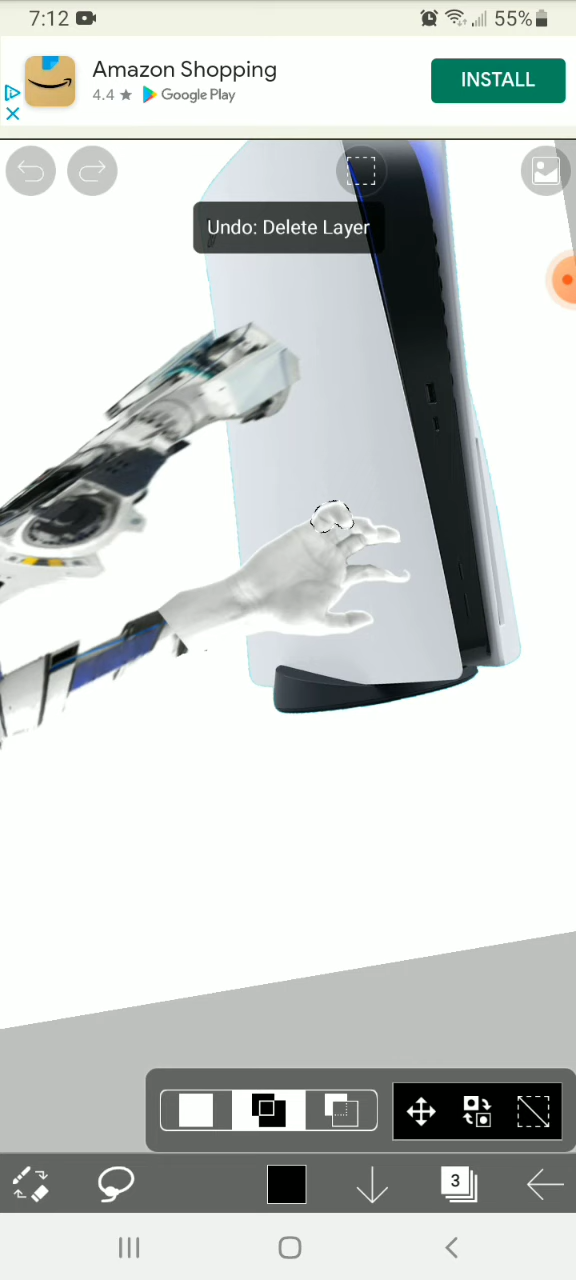 7:12
55%
Amazon Shopping
4.4 ★ Google Play
INSTALL
Undo: Delete Layer
3